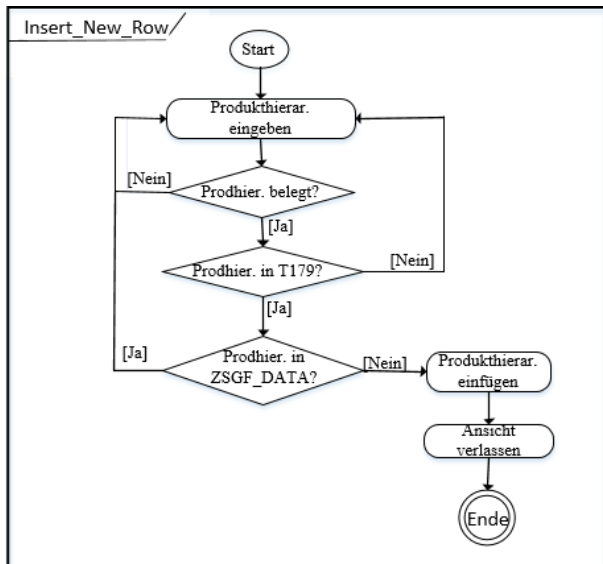 Insert_New_Row
Start
Produkthierar.
eingeben
[Nein]
Prodhier. belegt?
[Ja]
Prodhier. in T179?
[Nein]
[Ja]
[Ja]
Prodhier. in
ZSGF_DATA?
[Nein]
Produkthierar.
einfügen
Ansicht
verlassen
Ende